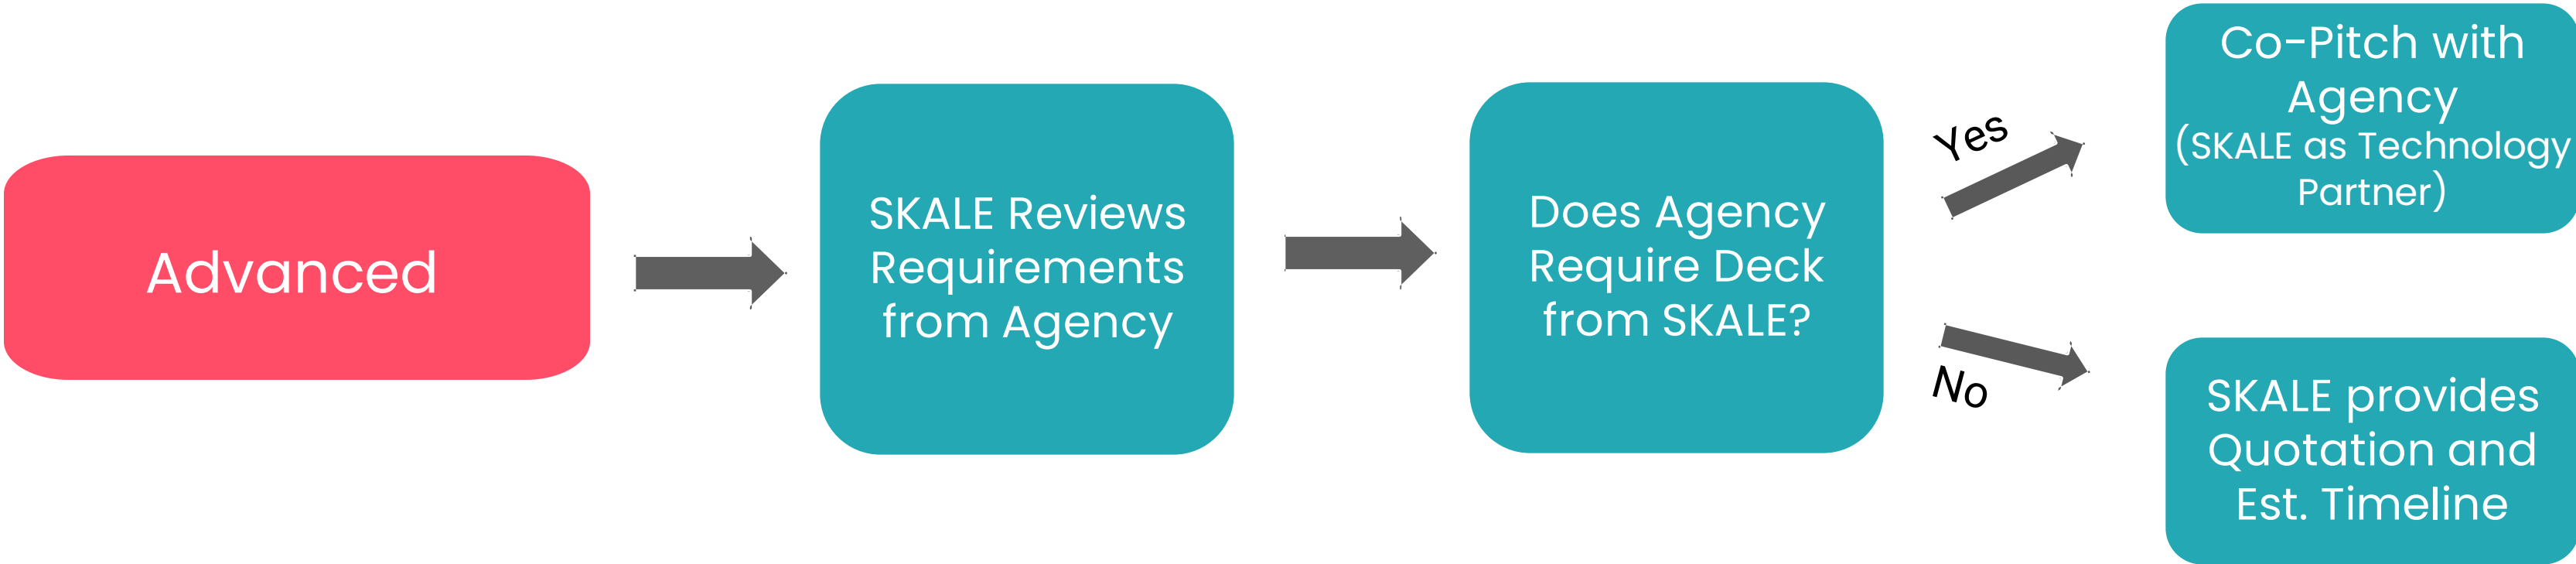 Advanced
SKALE Reviews
Requirements
from Agency
Does Agency
Require Deck
from SKALE?
Yes
Co-Pitch with
Agency
(SKALE as Technology
Partner)
No
SKALE provides
Quotation and
Est. Timeline